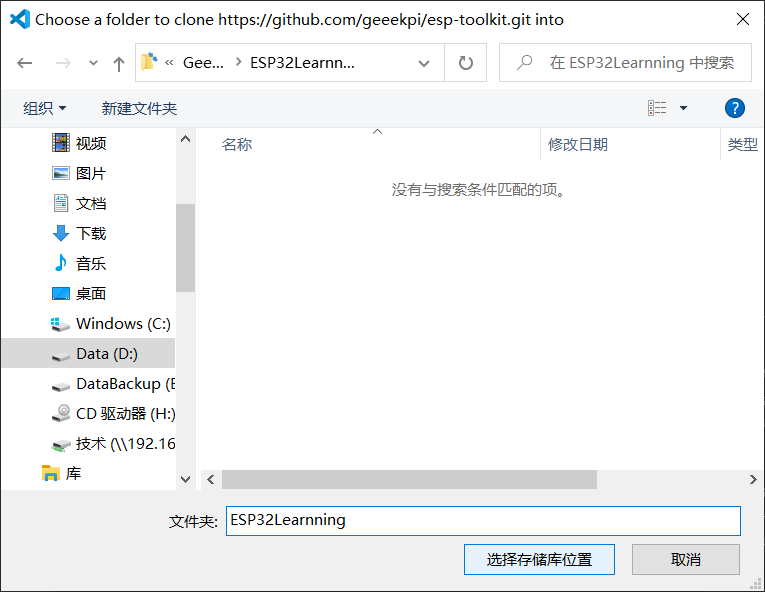 Choose a folder to clone https://github.com/geeekpi/esp-toolkit.git into
« Geee... › ESP32Learnn...
在 ESP32Learnning 中搜索
组织
新建文件夹
?
名称
修改日期
类型
没有与搜索条件匹配的项。
视频
图片
文档
下载
音乐
桌面
Windows (C:)
Data (D:)
DataBackup (E
CD 驱动器 (H:)
技术 (\\192.16
库
文件夹: ESP32Learnning
选择存储库位置
取消